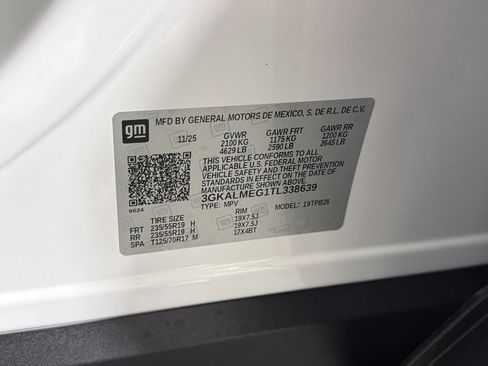 MFD BY GENERAL MOTORS DE MEXICO, S. DE R.L. DE C.V.
gm
11/25 GVWR GAWR FRT GAWR RR
2100 KG 1175 KG 1200 KG
4629 LB 2590 LB 2645 LB
THIS VEHICLE CONFORMS TO ALL
APPLICABLE U.S. FEDERAL MOTOR
VEHICLE SAFETY AND THEFT PREVENTION
STANDARDS IN EFFECT ON THE DATE OF
MANUFACTURE SHOWN ABOVE.
3GKALMEG1TL338639
8624
TYPE: MPV MODEL: 19TPB26
TIRE SIZE RIM
FRT 235/55R19 H 19X7.5J
RR 235/55R19 H 19X7.5J
SPA T125/70R17 M 17X4BT